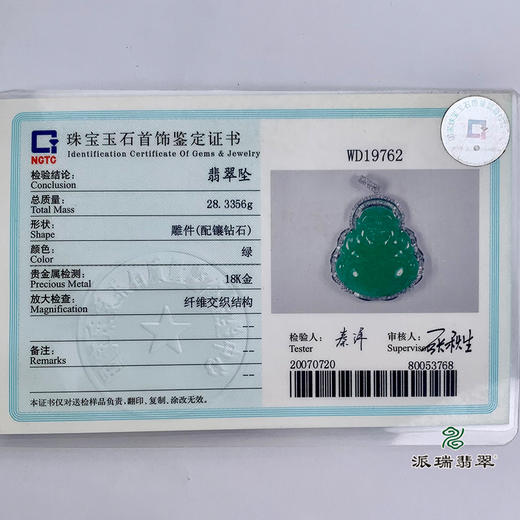 NGTC
珠宝玉石首饰鉴定证书
Identification Certificate Of Gems & Jewelry
检验结论: 翡翠坠
Conclusion
总质量: 28.3356g
Total Mass
形状: 雕件(配镶钻石)
Shape
颜色: 绿
Color
贵金属检测: 18K金
Precious Metal
放大检查: 纤维交织结构
Magnification
--
备注: --
Remarks
--
本证书仅对送检样品负责,翻印、复制、涂改无效。
WD19762
检验人: 秦洋
Tester
审核人:
Supervisor
20070720 80053768
派瑞翡翠